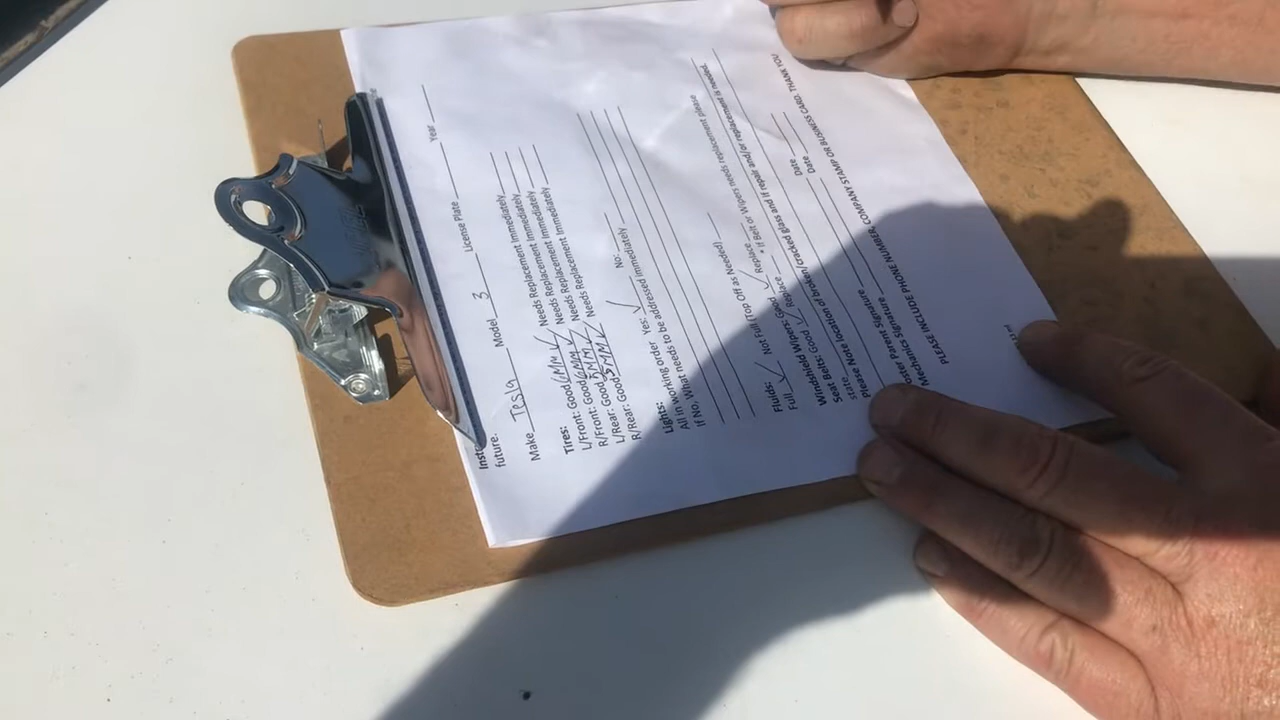 Inst
future.
Make Tesla Model 3 License Plate Year
Tires:
L/Front: Good 6MM ✓ Needs Replacement Immediately
R/Front: Good 6MM ✓ Needs Replacement Immediately
L/Rear: Good 5MM ✓ Needs Replacement Immediately
R/Rear: Good 5MM ✓ Needs Replacement Immediately
Lights:
All in working order Yes: ✓ No:
If No, What needs to be addressed immediately
Fluids:
Full ✓ Not Full (Top Off as Needed)
Windshield Wipers: Good ✓ Replace * If Belt or Wipers needs replacement please
Seat Belts: Good ✓ Replace
state
Please Note location of broken/cracked glass and if repair and/or replacement is needed.
oster Parent Signature Date
Mechanics Signature Date
PLEASE INCLUDE PHONE NUMBER, COMPANY STAMP OR BUSINESS CARD. THANK YOU